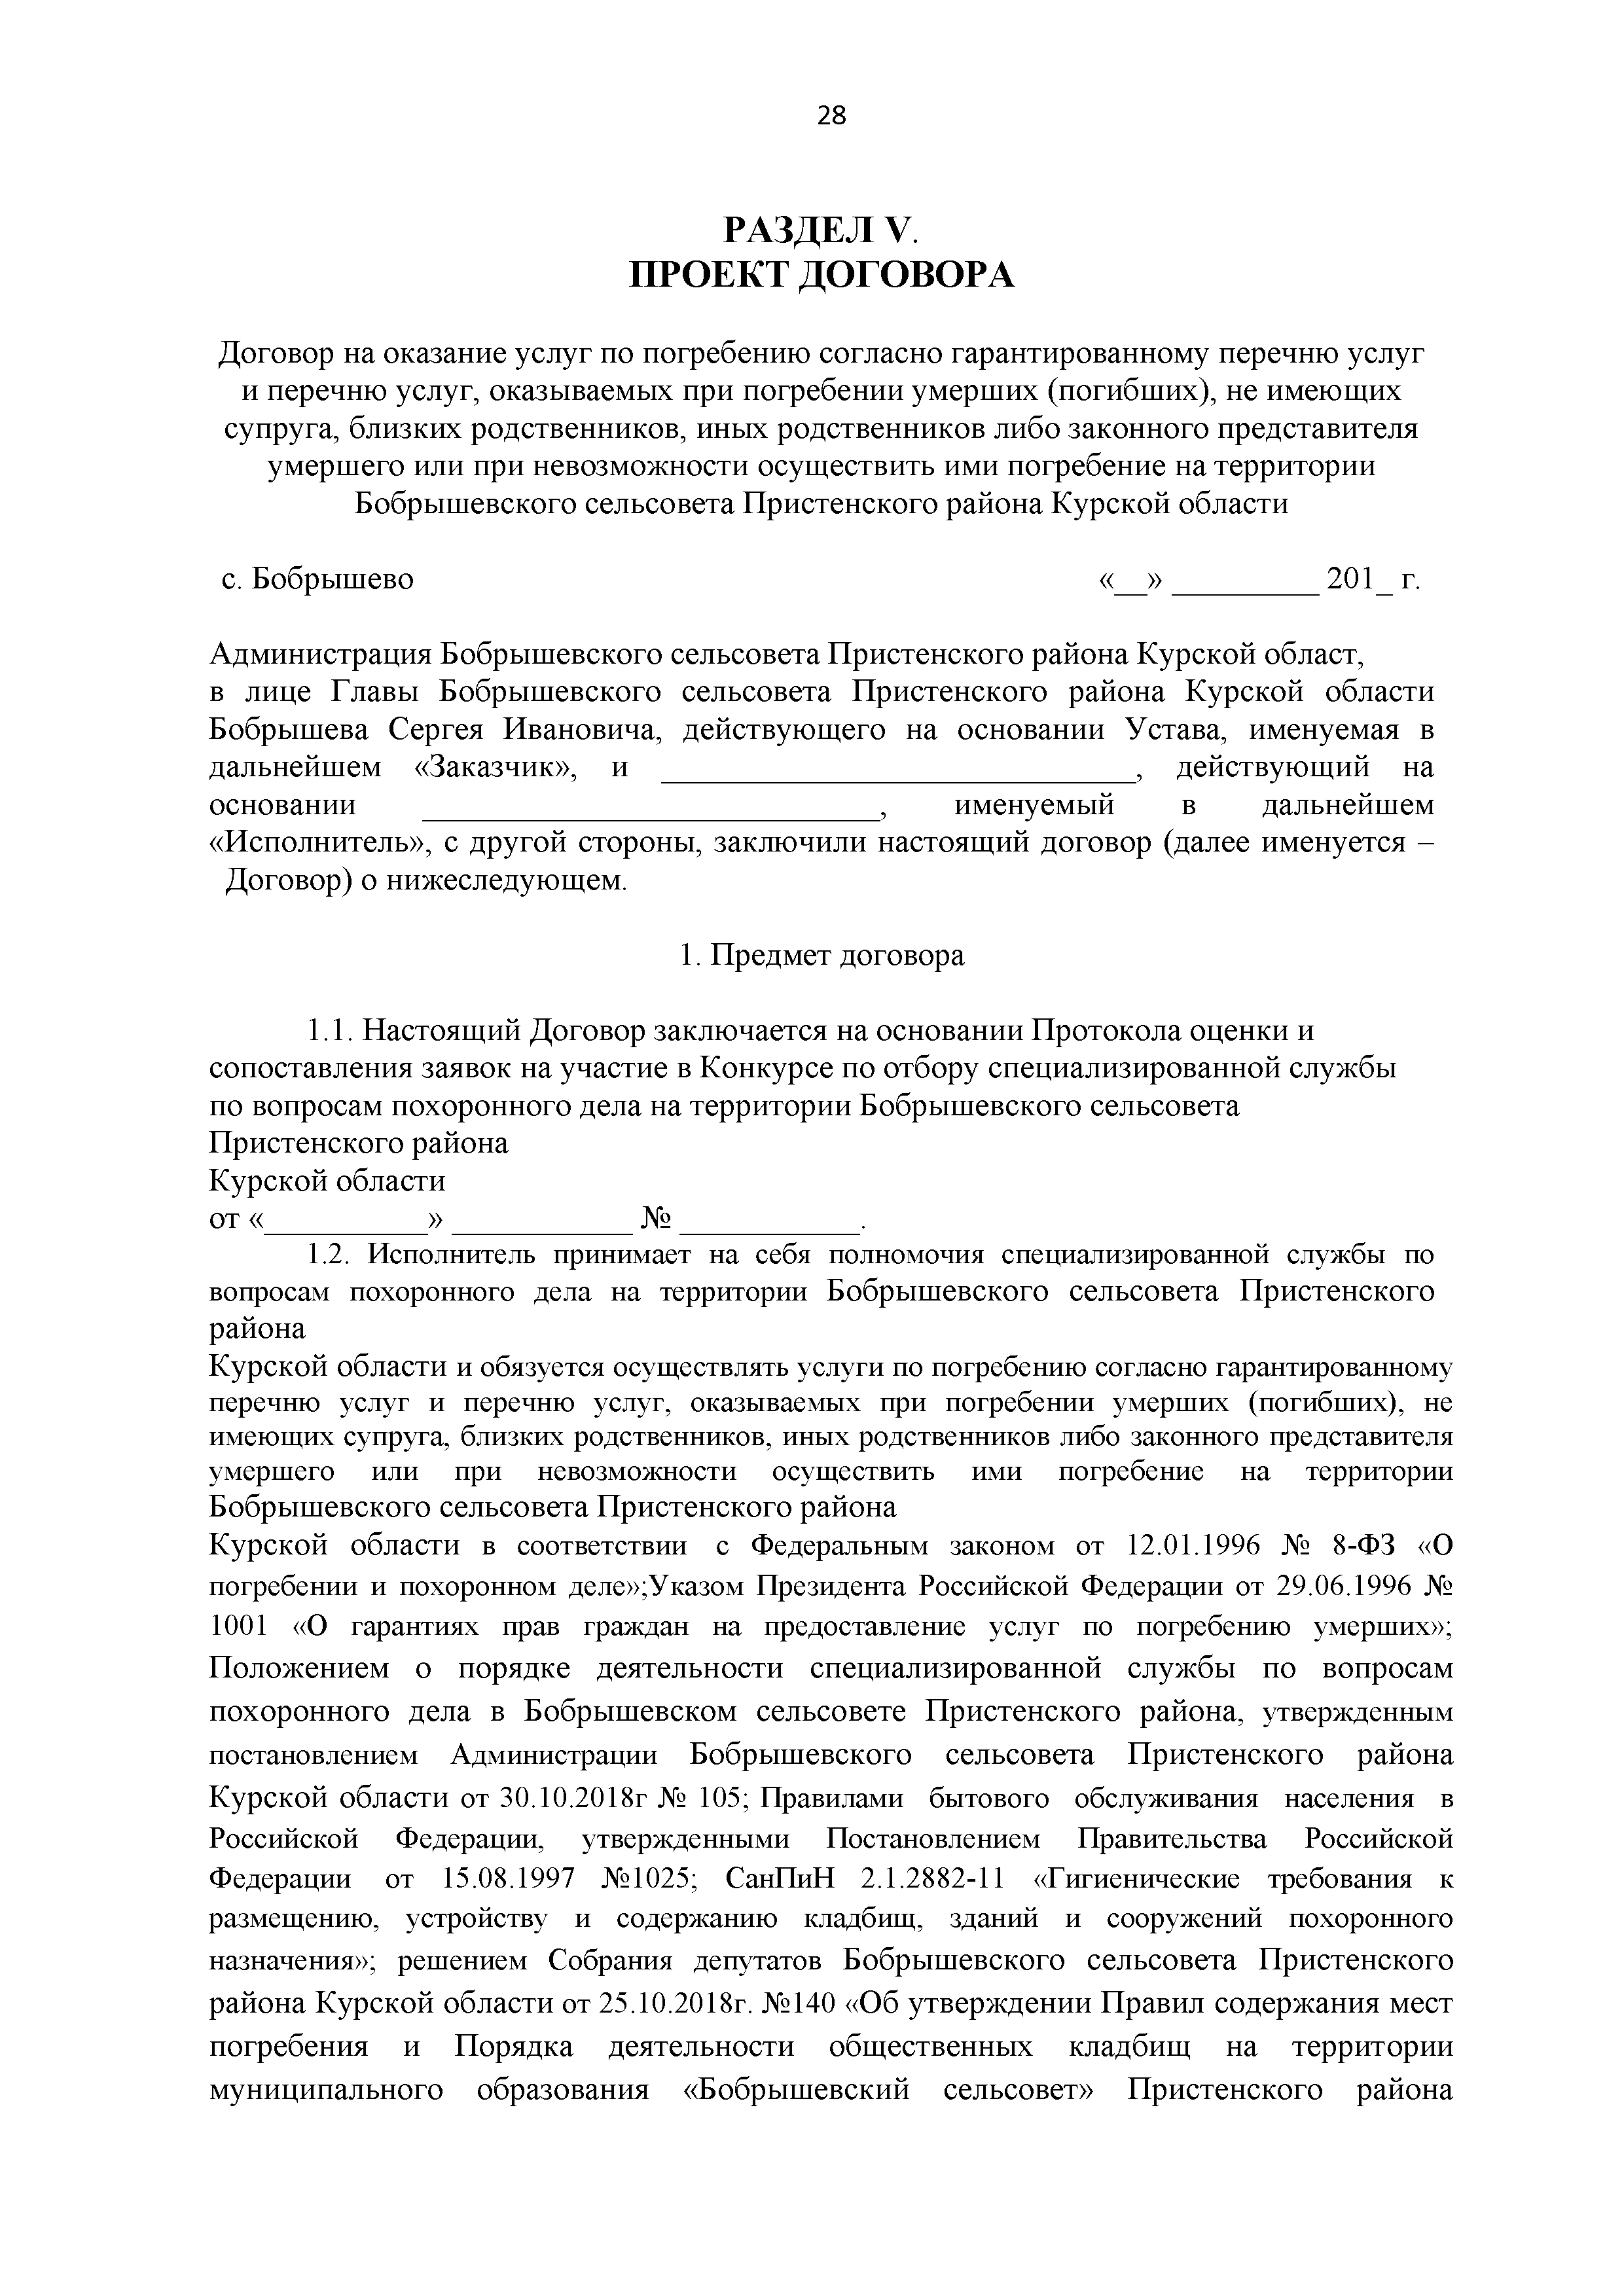 28
РАЗДЕЛ V.
ПРОЕКТ ДОГОВОРА
Договор на оказание услуг по погребению согласно гарантированному перечню услуг
и перечню услуг, оказываемых при погребении умерших (погибших), не имеющих
супруга, близких родственников, иных родственников либо законного представителя
умершего или при невозможности осуществить ими погребение на территории
Бобрышевского сельсовета Пристенского района Курской области
с. Бобрышево «__» _________ 201_ г.
Администрация Бобрышевского сельсовета Пристенского района Курской област,
в лице Главы Бобрышевского сельсовета Пристенского района Курской области
Бобрышева Сергея Ивановича, действующего на основании Устава, именуемая в
дальнейшем «Заказчик», и _____________________________, действующий на
основании ____________________________, именуемый в дальнейшем
«Исполнитель», с другой стороны, заключили настоящий договор (далее именуется –
Договор) о нижеследующем.
1. Предмет договора
1.1. Настоящий Договор заключается на основании Протокола оценки и
сопоставления заявок на участие в Конкурсе по отбору специализированной службы
по вопросам похоронного дела на территории Бобрышевского сельсовета
Пристенского района
Курской области
от «__________» ___________ № ___________.
1.2. Исполнитель принимает на себя полномочия специализированной службы по
вопросам похоронного дела на территории Бобрышевского сельсовета Пристенского
района
Курской области и обязуется осуществлять услуги по погребению согласно гарантированному
перечню услуг и перечню услуг, оказываемых при погребении умерших (погибших), не
имеющих супруга, близких родственников, иных родственников либо законного представителя
умершего или при невозможности осуществить ими погребение на территории
Бобрышевского сельсовета Пристенского района
Курской области в соответствии с Федеральным законом от 12.01.1996 № 8-ФЗ «О
погребении и похоронном деле»;Указом Президента Российской Федерации от 29.06.1996 №
1001 «О гарантиях прав граждан на предоставление услуг по погребению умерших»;
Положением о порядке деятельности специализированной службы по вопросам
похоронного дела в Бобрышевском сельсовете Пристенского района, утвержденным
постановлением Администрации Бобрышевского сельсовета Пристенского района
Курской области от 30.10.2018г № 105; Правилами бытового обслуживания населения в
Российской Федерации, утвержденными Постановлением Правительства Российской
Федерации от 15.08.1997 №1025; СанПиН 2.1.2882-11 «Гигиенические требования к
размещению, устройству и содержанию кладбищ, зданий и сооружений похоронного
назначения»; решением Собрания депутатов Бобрышевского сельсовета Пристенского
района Курской области от 25.10.2018г. №140 «Об утверждении Правил содержания мест
погребения и Порядка деятельности общественных кладбищ на территории
муниципального образования «Бобрышевский сельсовет» Пристенского района